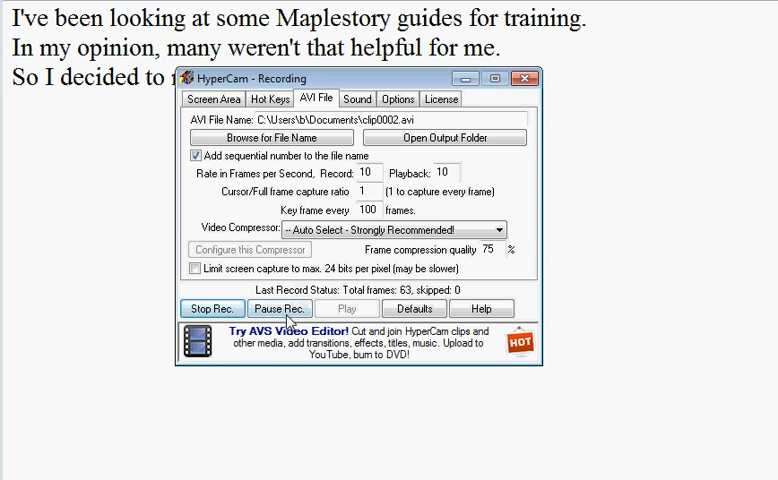 I've been looking at some Maplestory guides for training.
In my opinion, many weren't that helpful for me.
So I decided to
HyperCam - Recording
Screen Area Hot Keys AVI File Sound Options License
AVI File Name: C:\Users\b\Documents\clip0002.avi
Browse for File Name Open Output Folder
Add sequential number to the file name
Rate in Frames per Second, Record: 10 Playback: 10
Cursor/Full frame capture ratio 1 (1 to capture every frame)
Key frame every 100 frames.
Video Compressor: -- Auto Select - Strongly Recommended!
Configure this Compressor Frame compression quality 75 %
Limit screen capture to max. 24 bits per pixel (may be slower)
Last Record Status: Total frames: 63, skipped: 0
Stop Rec. Pause Rec. Play Defaults Help
Try AVS Video Editor! Cut and join HyperCam clips and
other media, add transitions, effects, titles, music. Upload to
YouTube, burn to DVD!
HOT